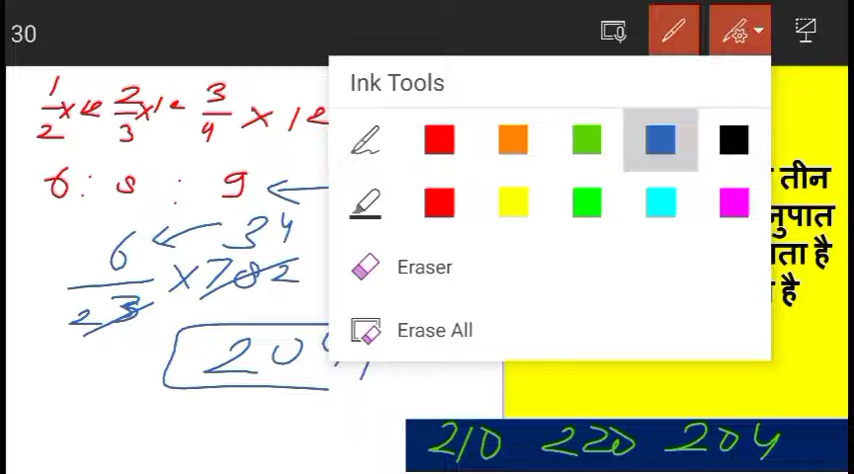 30
Ink Tools
1/2 × 12 2/3 × 12 3/4 × 12
तीन
6 : 8 : 9
नुपात
34
ता है
6/23 × 782
Eraser
है
Erase All
204
210 220 204